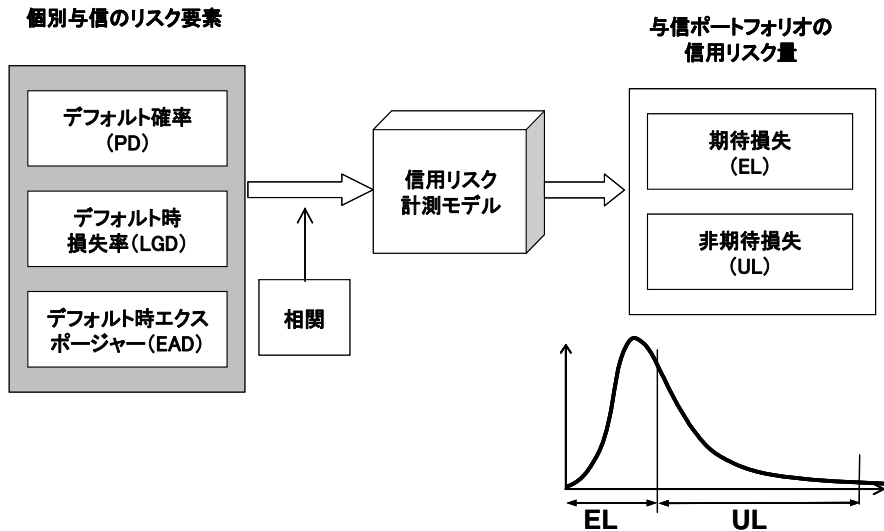 個別与信のリスク要素
デフォルト確率
(PD)
デフォルト時
損失率(LGD)
デフォルト時エクス
ポージャー(EAD)
相関
信用リスク
計測モデル
与信ポートフォリオの
信用リスク量
期待損失
(EL)
非期待損失
(UL)
EL
UL